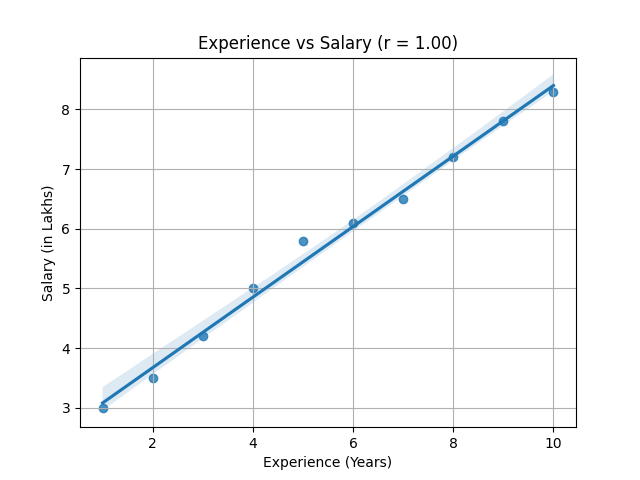 Experience vs Salary (r = 1.00)
8
7
6
5
4
3
Salary (in Lakhs)
2 4 6 8 10
Experience (Years)